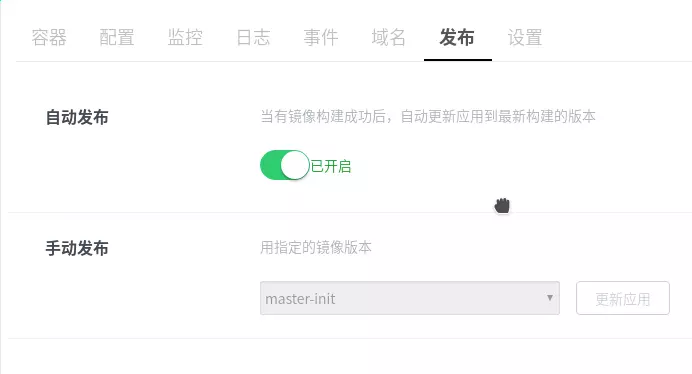 容器 配置 监控 日志 事件 域名 发布 设置
自动发布 当有镜像构建成功后，自动更新应用到最新构建的版本
已开启
手动发布 用指定的镜像版本
master-init 更新应用